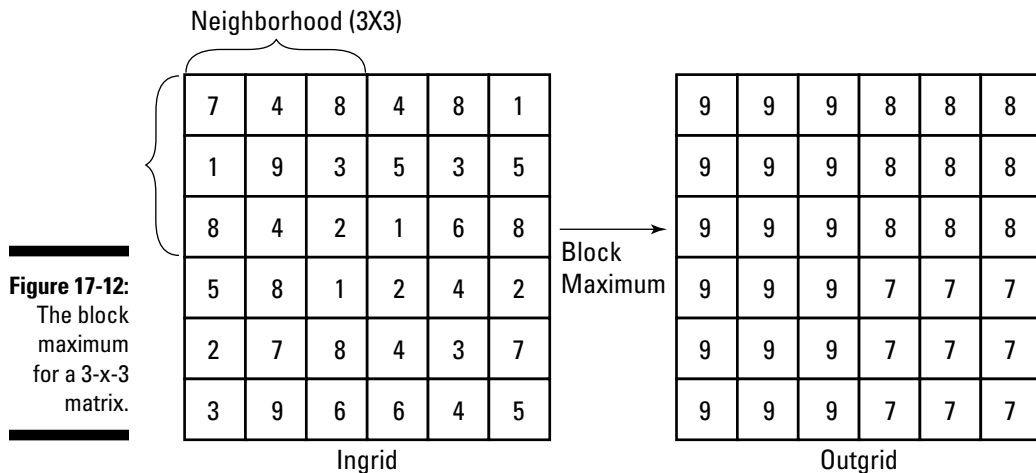 Neighborhood (3X3)
7 4 8 4 8 1
1 9 3 5 3 5
8 4 2 1 6 8
5 8 1 2 4 2
2 7 8 4 3 7
3 9 6 6 4 5
Ingrid
Block
Maximum
9 9 9 8 8 8
9 9 9 8 8 8
9 9 9 8 8 8
9 9 9 7 7 7
9 9 9 7 7 7
9 9 9 7 7 7
Outgrid
Figure 17-12:
The block
maximum
for a 3-x-3
matrix.